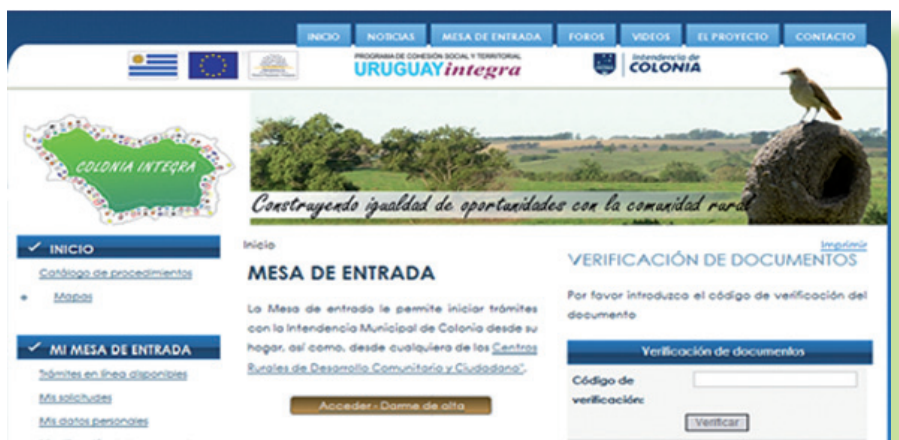 INICIO NOTICIAS MESA DE ENTRADA FOROS VIDEOS EL PROYECTO CONTACTO
PROGRAMA DE COHESIÓN SOCIAL Y TERRITORIAL
URUGUAY integra
Intendencia de
COLONIA
COLONIA INTEGRA
Construyendo igualdad de oportunidades con la comunidad rural
INICIO
Catálogo de procedimientos
Mapas
MI MESA DE ENTRADA
Trámites en línea disponibles
Mis solicitudes
Mis datos personales
Inicio
MESA DE ENTRADA
La Mesa de entrada le permite iniciar trámites
con la Intendencia Municipal de Colonia desde su
hogar, así como, desde cualquiera de los Centros
Rurales de Desarrollo Comunitario y Ciudadana".
Acceder - Darme de alta
Imprimir
VERIFICACIÓN DE DOCUMENTOS
Por favor introduzca el código de verificación del
documento
Verificación de documentos
Código de
verificación:
Verificar